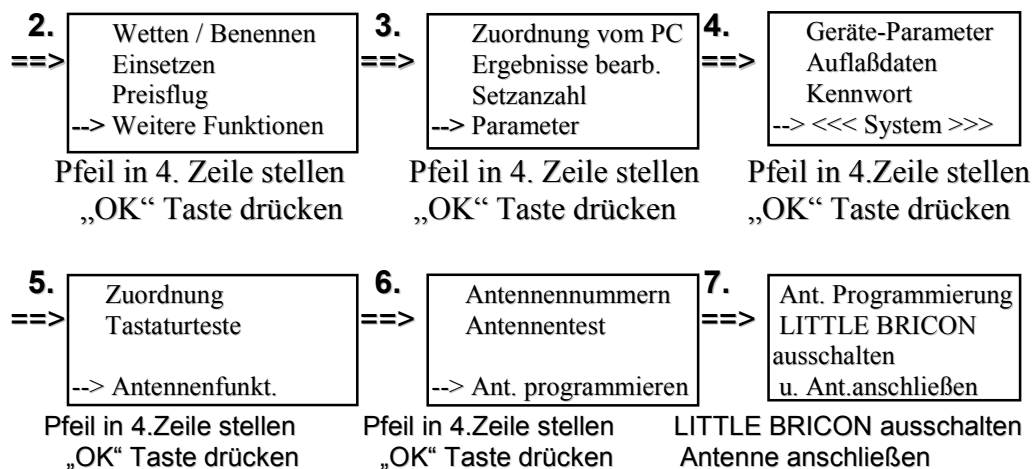 2.
==>
Wetten / Benennen
Einsetzen
Preisflug
--> Weitere Funktionen
Pfeil in 4. Zeile stellen
„OK“ Taste drücken
3.
==>
Zuordnung vom PC
Ergebnisse bearb.
Setzanzahl
--> Parameter
Pfeil in 4. Zeile stellen
„OK“ Taste drücken
4.
==>
Geräte-Parameter
Auflaßdaten
Kennwort
--> <<< System >>>
Pfeil in 4.Zeile stellen
„OK“ Taste drücken
5.
==>
Zuordnung
Tastaturteste
--> Antennenfunkt.
Pfeil in 4.Zeile stellen
„OK“ Taste drücken
6.
==>
Antennennummern
Antennentest
--> Ant. programmieren
Pfeil in 4.Zeile stellen
„OK“ Taste drücken
7.
==>
Ant. Programmierung
LITTLE BRICON
ausschalten
u. Ant.anschließen
LITTLE BRICON ausschalten
Antenne anschließen